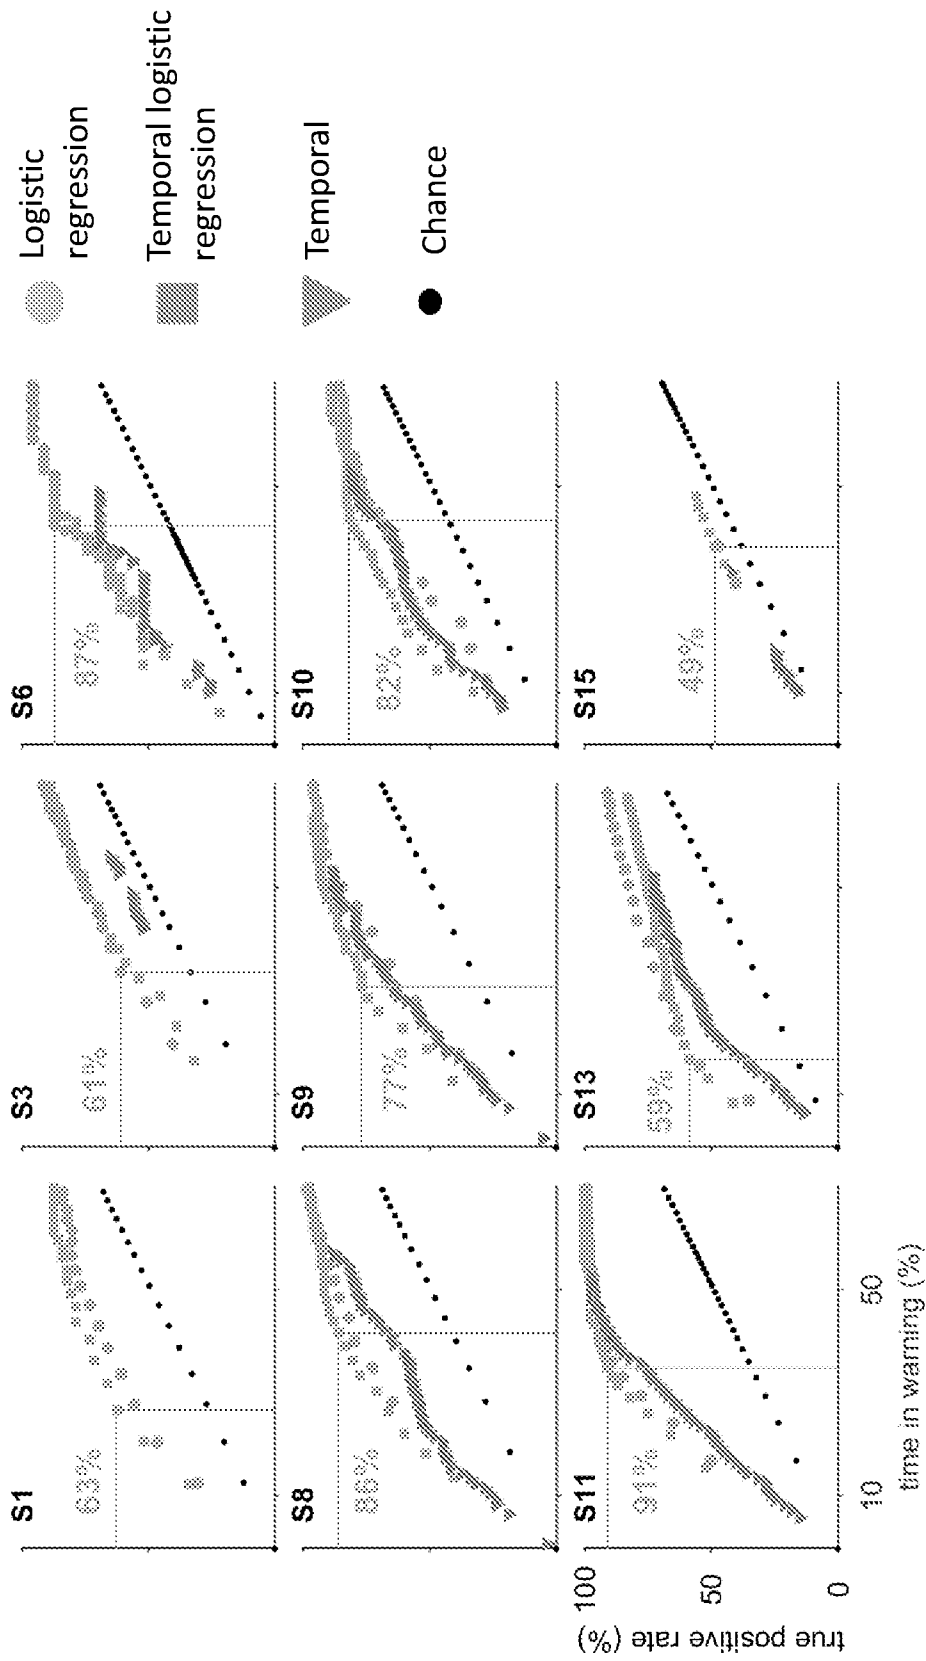 S1
63%
S3
61%
S6
87%
S8
86%
S9
77%
S10
82%
S11
91%
S13
59%
S15
49%
100
50
0
true positive rate (%)
10
50
time in warning (%)
Logistic
regression
Temporal logistic
regression
Temporal
Chance